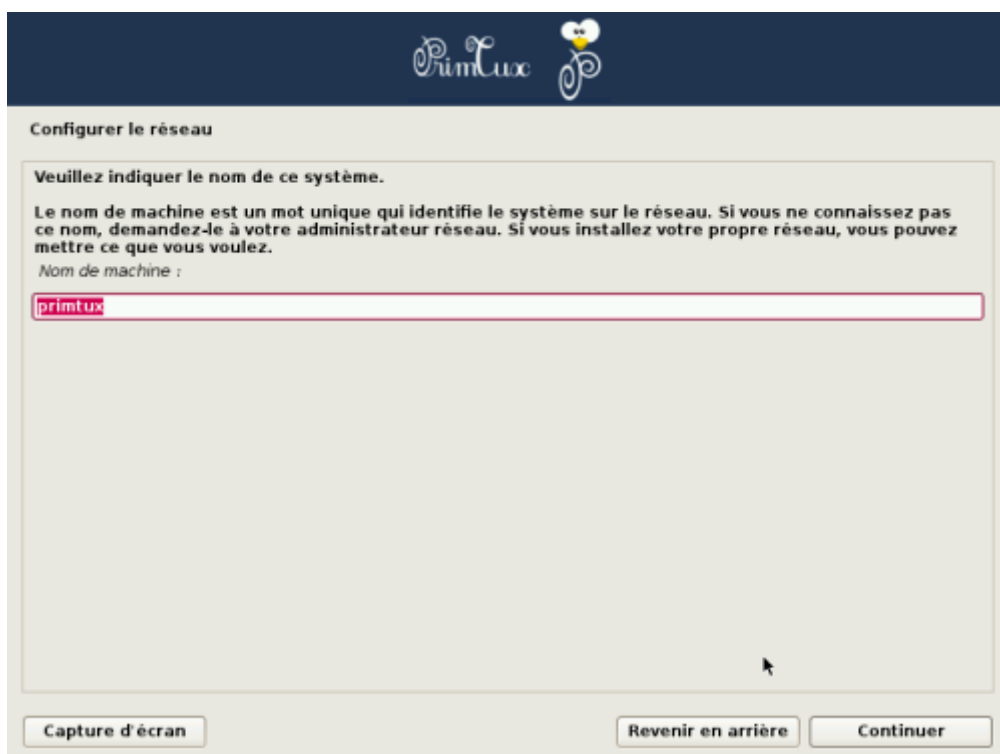 PrimTux
Configurer le réseau
Veuillez indiquer le nom de ce système.
Le nom de machine est un mot unique qui identifie le système sur le réseau. Si vous ne connaissez pas
ce nom, demandez-le à votre administrateur réseau. Si vous installez votre propre réseau, vous pouvez
mettre ce que vous voulez.
Nom de machine :
primtux
Capture d'écran
Revenir en arrière
Continuer